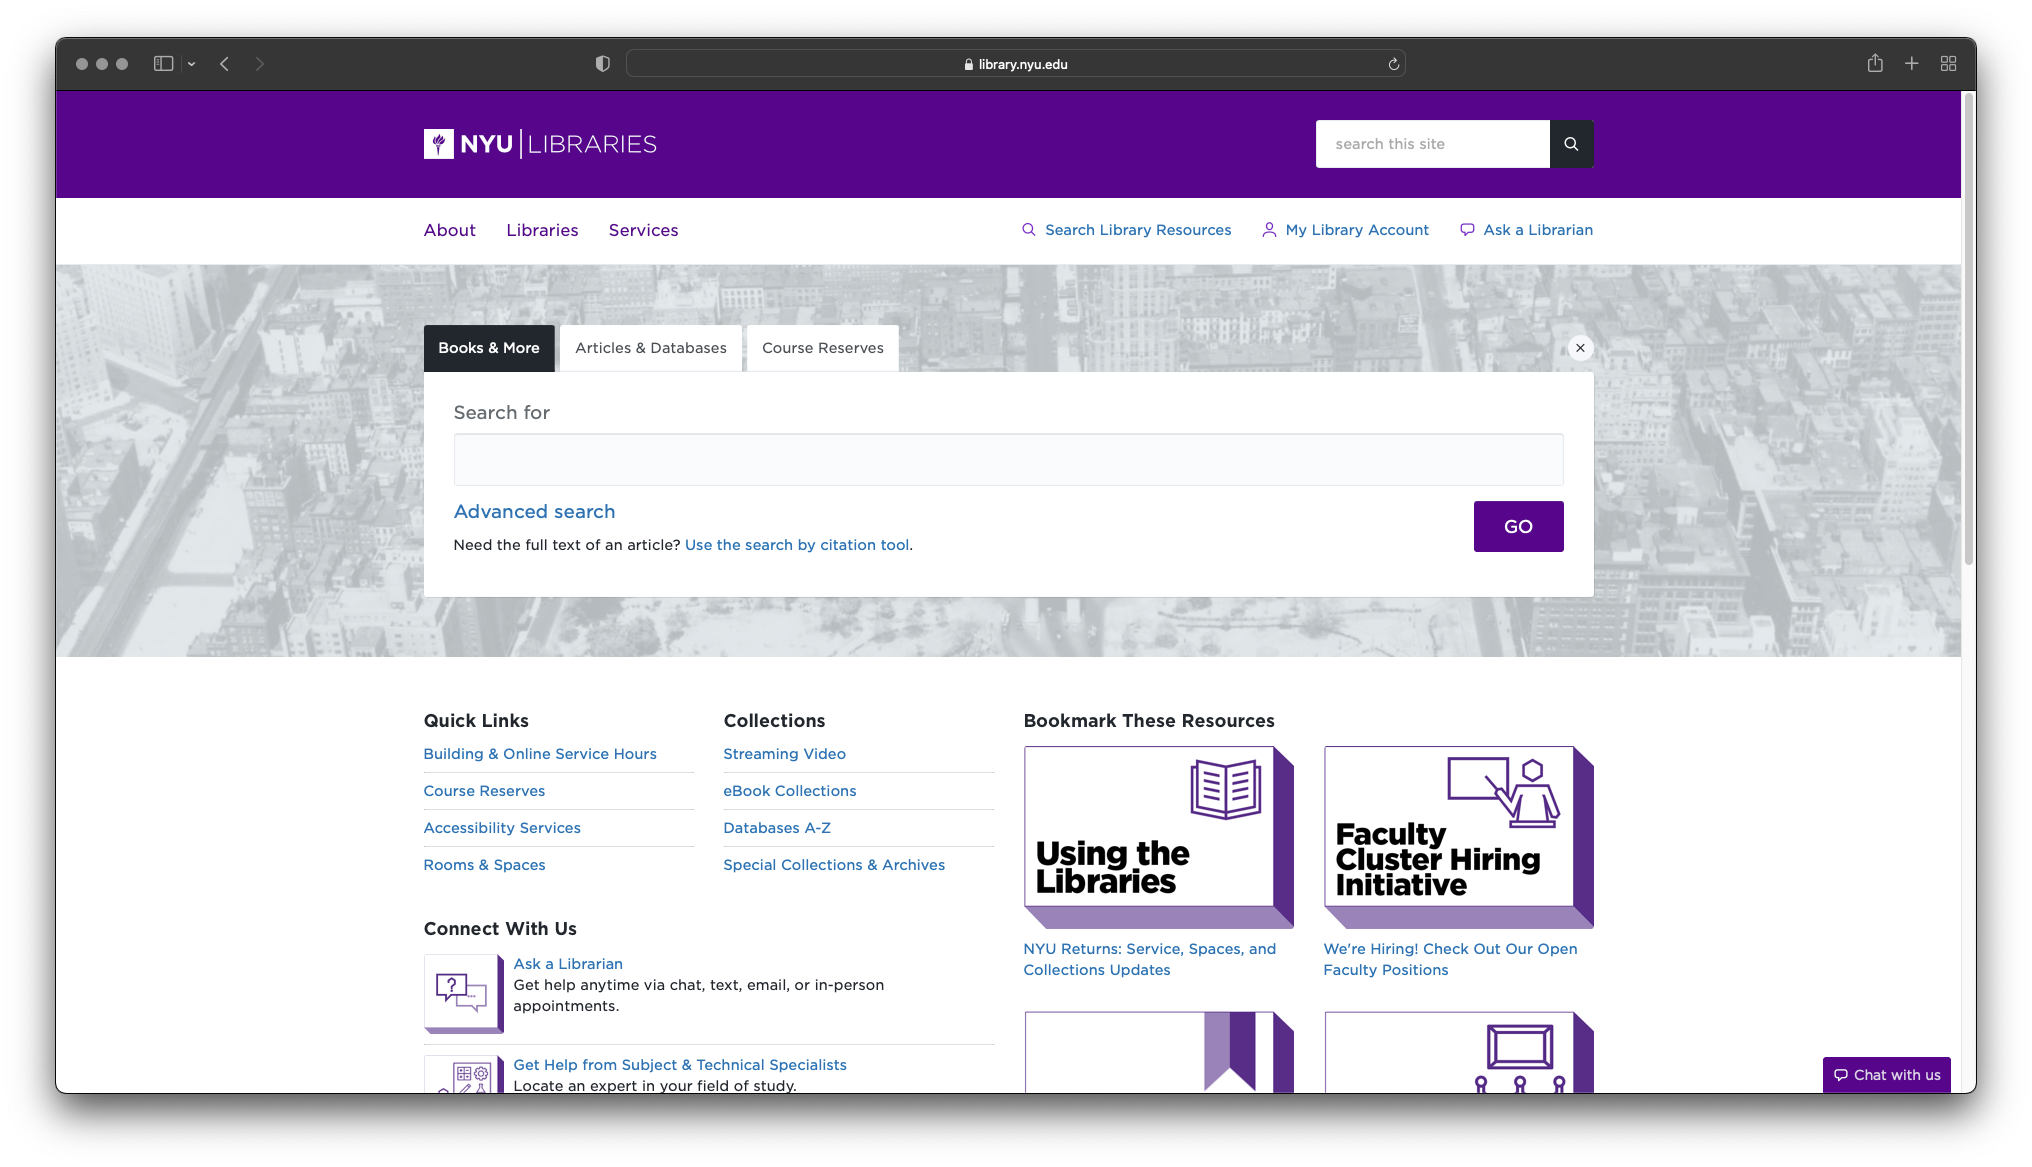 library.nyu.edu
NYU LIBRARIES
search this site
About Libraries Services
Search Library Resources My Library Account Ask a Librarian
Books & More Articles & Databases Course Reserves
Search for
Advanced search
GO
Need the full text of an article? Use the search by citation tool.
Quick Links
Building & Online Service Hours
Course Reserves
Accessibility Services
Rooms & Spaces
Collections
Streaming Video
eBook Collections
Databases A-Z
Special Collections & Archives
Connect With Us
?
Ask a Librarian
Get help anytime via chat, text, email, or in-person
appointments.
Get Help from Subject & Technical Specialists
Locate an expert in your field of study.
Bookmark These Resources
Using the
Libraries
NYU Returns: Service, Spaces, and
Collections Updates
Faculty
Cluster Hiring
Initiative
We're Hiring! Check Out Our Open
Faculty Positions
Chat with us